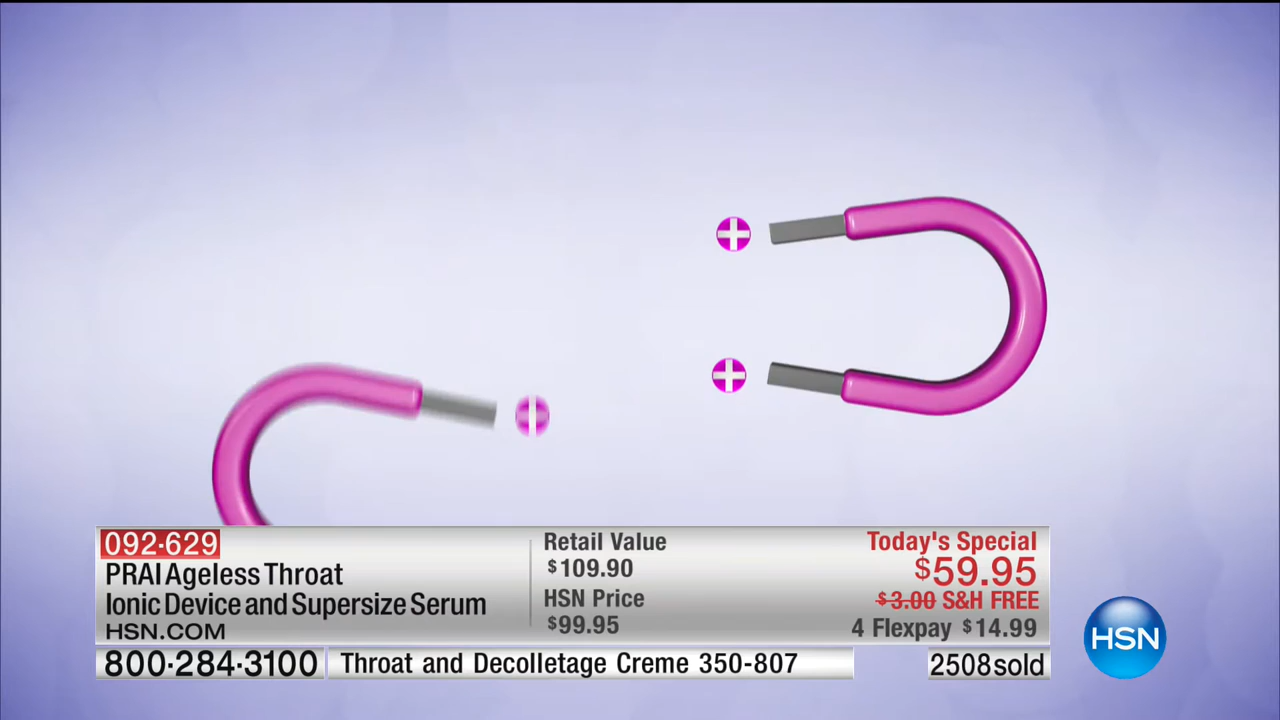 092·629
PRAI Ageless Throat
Ionic Device and Supersize Serum
HSN.COM
Retail Value
$109.90
HSN Price
$99.95
Today's Special
$59.95
$3.00 S&H FREE
4 Flexpay $14.99
800·284·3100
Throat and Decolletage Creme 350-807
2508sold
HSN